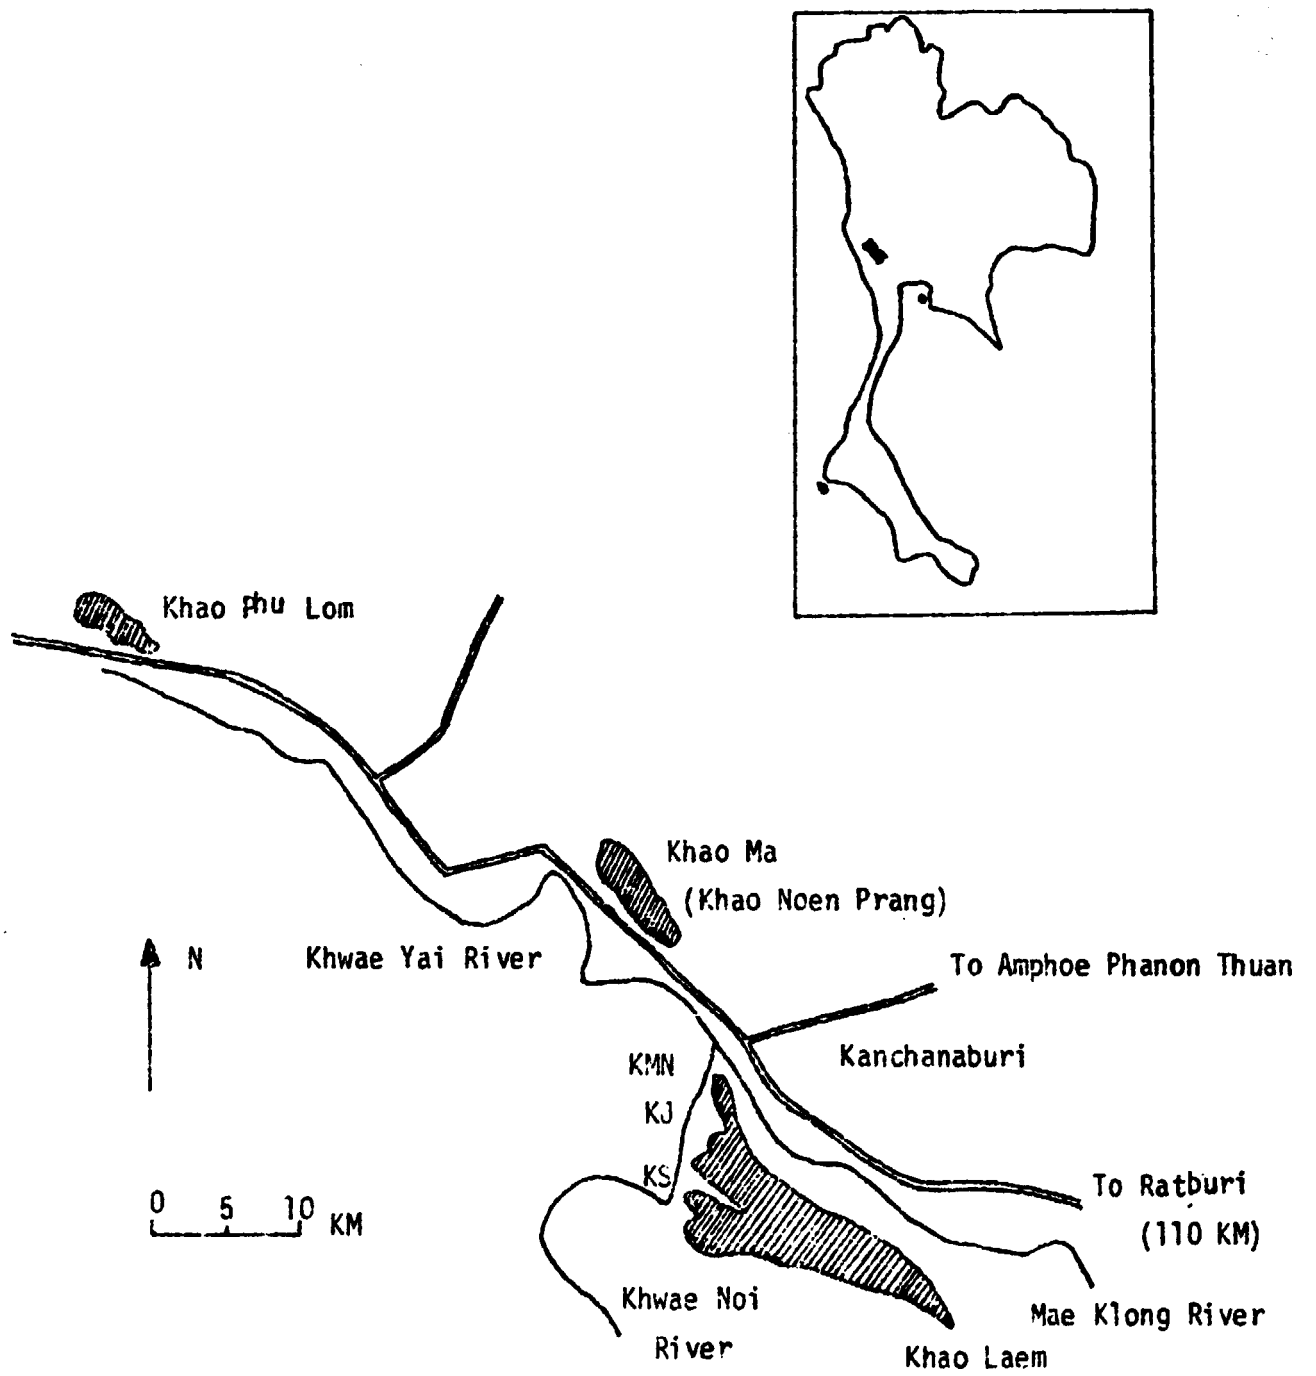 Khao Phu Lom
Khao Ma
(Khao Noen Prang)
Khwae Yai River
N
To Amphoe Phanon Thuan
Kanchanaburi
KMN
KJ
KS
0 5 10 KM
To Ratburi
(110 KM)
Khwae Noi
River
Mae Klong River
Khao Laem